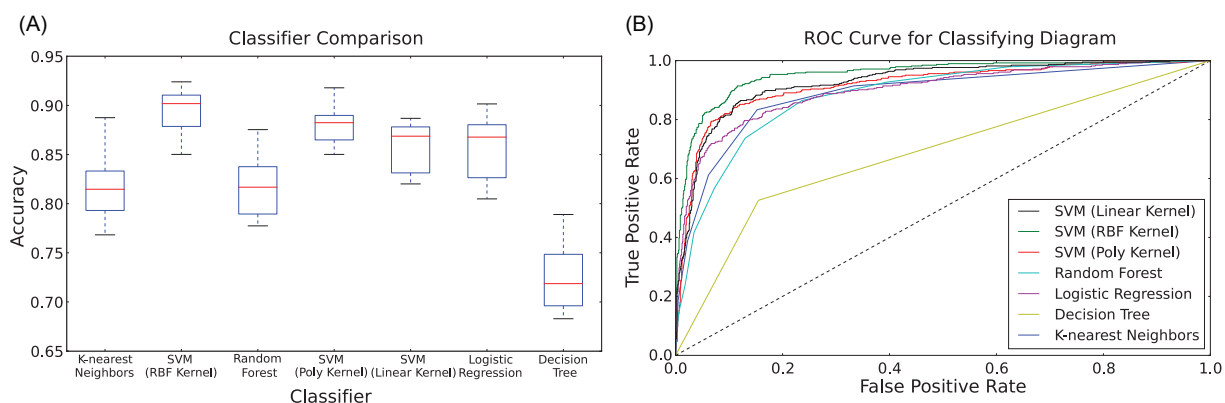 (A)
Classifier Comparison
0.95
0.90
0.85
0.80
0.75
0.70
0.65
Accuracy
K-nearest
Neighbors
SVM
(RBF Kernel)
Random
Forest
SVM
(Poly Kernel)
SVM
(Linear Kernel)
Logistic
Regression
Decision
Tree
Classifier
(B)
ROC Curve for Classifying Diagram
1.0
0.8
0.6
0.4
0.2
0.0
True Positive Rate
SVM (Linear Kernel)
SVM (RBF Kernel)
SVM (Poly Kernel)
Random Forest
Logistic Regression
Decision Tree
K-nearest Neighbors
0.0
0.2
0.4
0.6
0.8
1.0
False Positive Rate